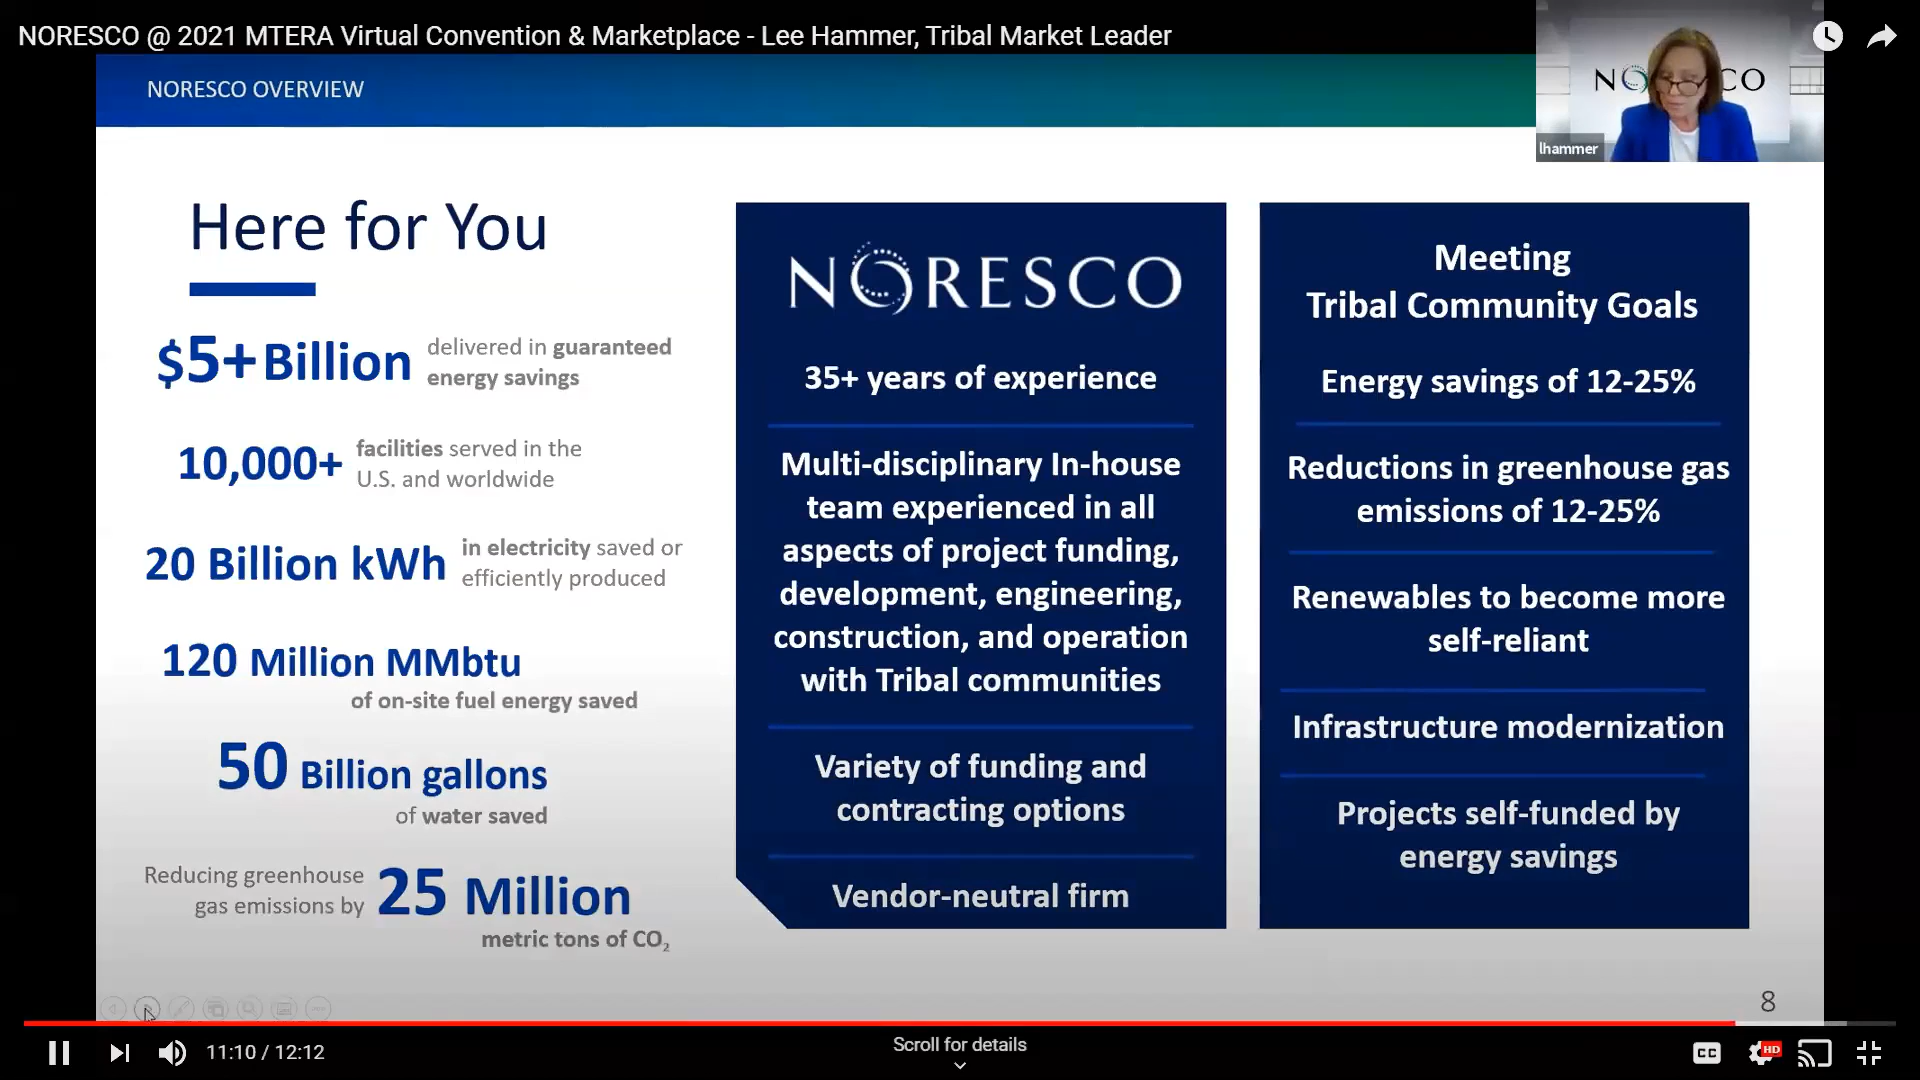 NORESCO @ 2021 MTERA Virtual Convention & Marketplace - Lee Hammer, Tribal Market Leader
NORESCO OVERVIEW
NORESCO
lhammer
Here for You
$5+Billion
delivered in guaranteed
energy savings
10,000+
facilities served in the
U.S. and worldwide
20 Billion kWh
in electricity saved or
efficiently produced
120 Million MMbtu
of on-site fuel energy saved
50 Billion gallons
of water saved
Reducing greenhouse
gas emissions by
25 Million
metric tons of CO₂
NORESCO
35+ years of experience
Multi-disciplinary In-house
team experienced in all
aspects of project funding,
development, engineering,
construction, and operation
with Tribal communities
Variety of funding and
contracting options
Vendor-neutral firm
Meeting
Tribal Community Goals
Energy savings of 12-25%
Reductions in greenhouse gas
emissions of 12-25%
Renewables to become more
self-reliant
Infrastructure modernization
Projects self-funded by
energy savings
8
11:10 / 12:12
Scroll for details
CC
HD